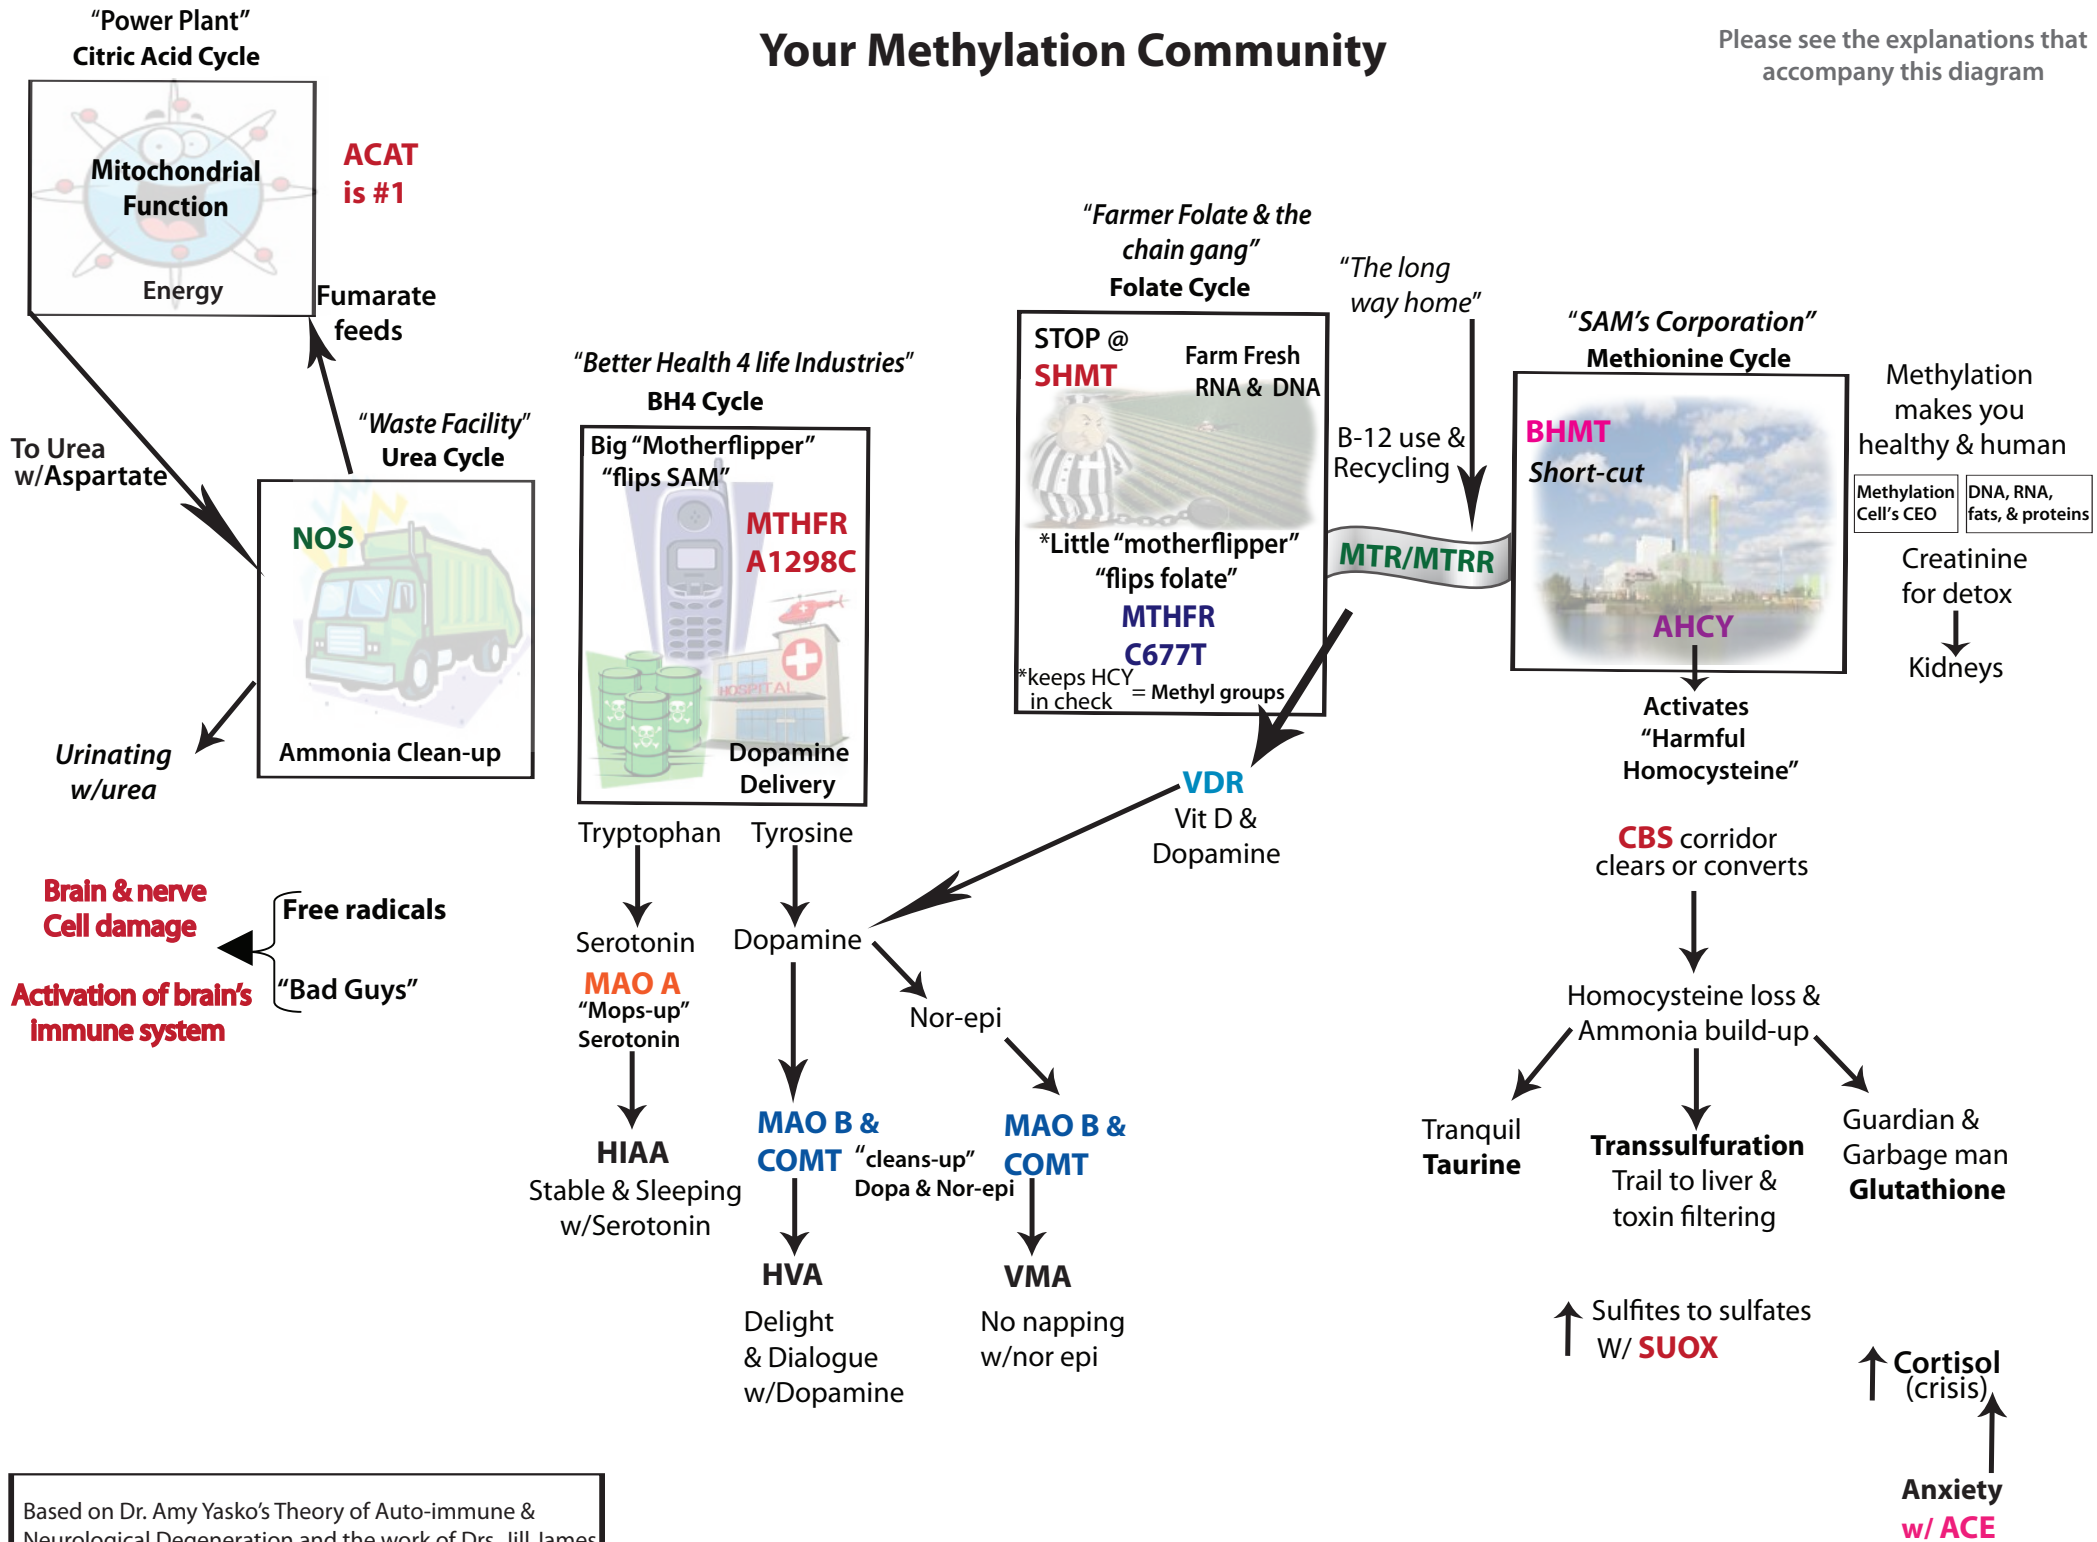 Your Methylation Community
Please see the explanations that
accompany this diagram
“Power Plant”
Citric Acid Cycle
Mitochondrial
Function
Energy
ACAT
is #1
Fumarate
feeds
To Urea
w/Aspartate
“Waste Facility”
Urea Cycle
NOS
Ammonia Clean-up
Urinating
w/urea
Brain & nerve
Cell damage
Activation of brain’s
immune system
Free radicals
“Bad Guys”
“Better Health 4 life Industries”
BH4 Cycle
Big “Motherflipper”
“flips SAM”
MTHFR
A1298C
HOSPITAL
Dopamine
Delivery
Tryptophan
Tyrosine
Serotonin
Dopamine
MAO A
“Mops-up”
Serotonin
Nor-epi
HIAA
Stable & Sleeping
w/Serotonin
MAO B &
COMT
“cleans-up”
Dopa & Nor-epi
MAO B &
COMT
HVA
Delight
& Dialogue
w/Dopamine
VMA
No napping
w/nor epi
“Farmer Folate & the
chain gang”
Folate Cycle
STOP @
SHMT
Farm Fresh
RNA & DNA
*Little “motherflipper”
“flips folate”
MTHFR
C677T
*keeps HCY
in check
= Methyl groups
“The long
way home”
B-12 use &
Recycling
MTR/MTRR
VDR
Vit D &
Dopamine
“SAM’s Corporation”
Methionine Cycle
BHMT
Short-cut
AHCY
Methylation
makes you
healthy & human
Methylation
Cell’s CEO
DNA, RNA,
fats, & proteins
Creatinine
for detox
Kidneys
Activates
“Harmful
Homocysteine”
CBS corridor
clears or converts
Homocysteine loss &
Ammonia build-up
Tranquil
Taurine
Transsulfuration
Trail to liver &
toxin filtering
Guardian &
Garbage man
Glutathione
Sulfites to sulfates
W/ SUOX
Cortisol
(crisis)
Anxiety
w/ ACE
Based on Dr. Amy Yasko’s Theory of Auto-immune &
Neurological Degeneration and the work of Drs. Jill James